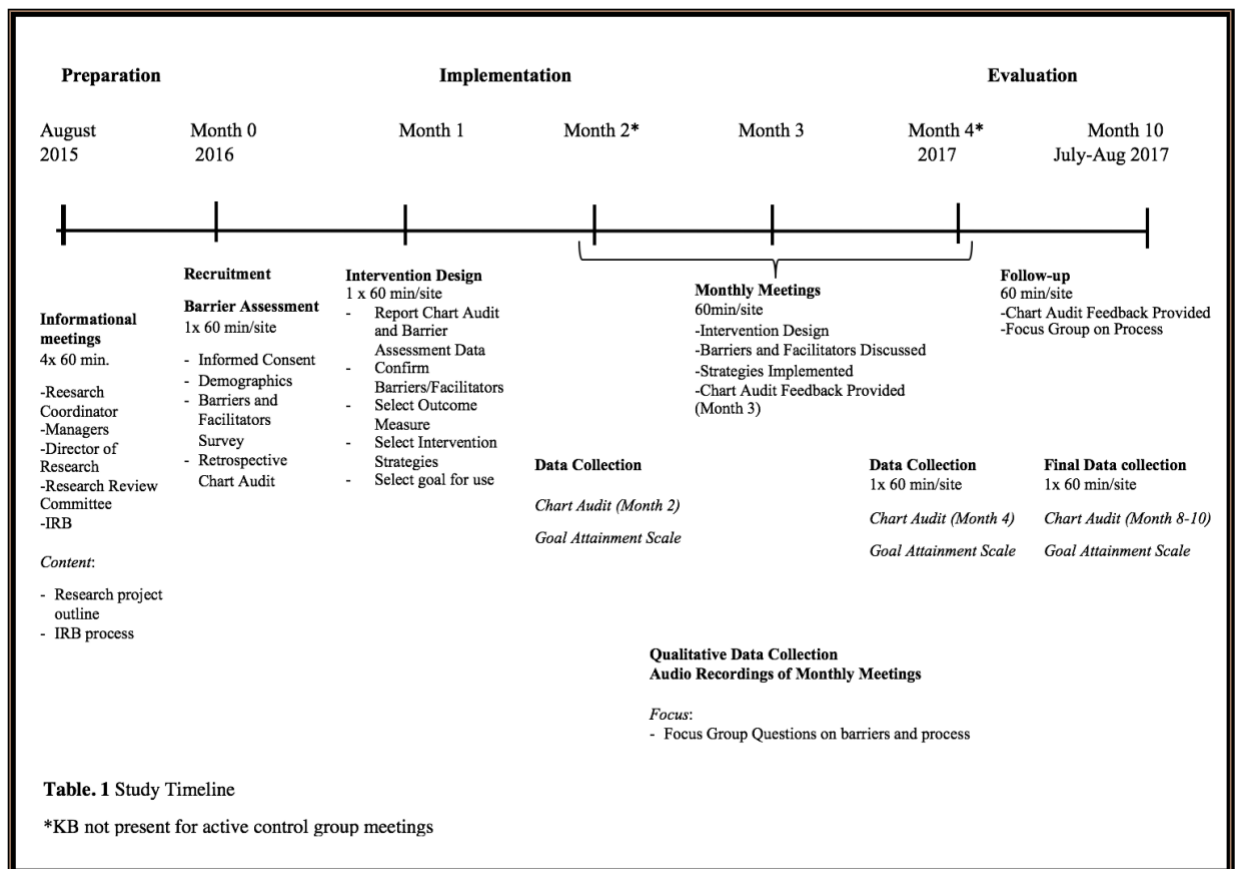 Preparation
Implementation
Evaluation
August
2015
Month 0
2016
Month 1
Month 2*
Month 3
Month 4*
2017
Month 10
July-Aug 2017
Informational
meetings
4x 60 min.
-Reesarch
Coordinator
-Managers
-Director of
Research
-Research Review
Committee
-IRB
Content:
- Research project
outline
- IRB process
Recruitment
Barrier Assessment
1x 60 min/site
- Informed Consent
- Demographics
- Barriers and
Facilitators
Survey
- Retrospective
Chart Audit
Intervention Design
1 x 60 min/site
- Report Chart Audit
and Barrier
Assessment Data
- Confirm
Barriers/Facilitators
- Select Outcome
Measure
- Select Intervention
Strategies
- Select goal for use
Monthly Meetings
60min/site
-Intervention Design
-Barriers and Facilitators Discussed
-Strategies Implemented
-Chart Audit Feedback Provided
(Month 3)
Follow-up
60 min/site
-Chart Audit Feedback Provided
-Focus Group on Process
Data Collection
Chart Audit (Month 2)
Goal Attainment Scale
Data Collection
1x 60 min/site
Chart Audit (Month 4)
Goal Attainment Scale
Final Data collection
1x 60 min/site
Chart Audit (Month 8-10)
Goal Attainment Scale
Qualitative Data Collection
Audio Recordings of Monthly Meetings
Focus:
- Focus Group Questions on barriers and process
Table. 1 Study Timeline
*KB not present for active control group meetings